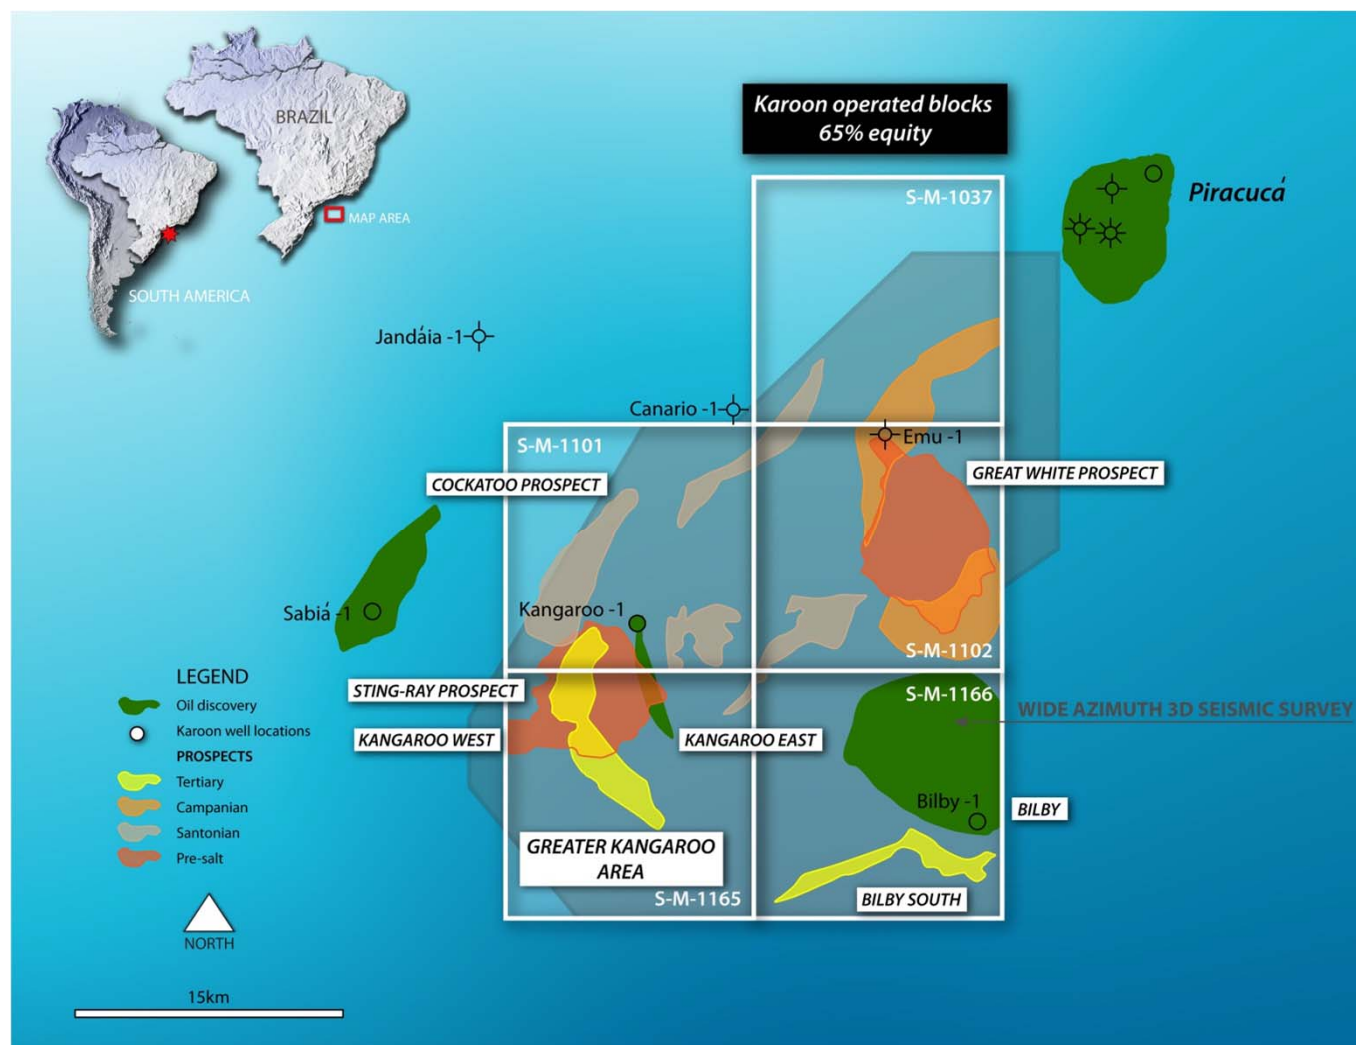 BRAZIL
MAP AREA
SOUTH AMERICA
Karoon operated blocks
65% equity
S-M-1037
Piracucá
Jandáia -1
Canario -1
S-M-1101
Emu -1
GREAT WHITE PROSPECT
COCKATOO PROSPECT
Sabiá -1
Kangaroo -1
S-M-1102
STING-RAY PROSPECT
S-M-1166
WIDE AZIMUTH 3D SEISMIC SURVEY
KANGAROO WEST
KANGAROO EAST
Bilby -1
BILBY
GREATER KANGAROO
AREA
S-M-1165
BILBY SOUTH
LEGEND
Oil discovery
Karoon well locations
PROSPECTS
Tertiary
Campanian
Santonian
Pre-salt
NORTH
15km